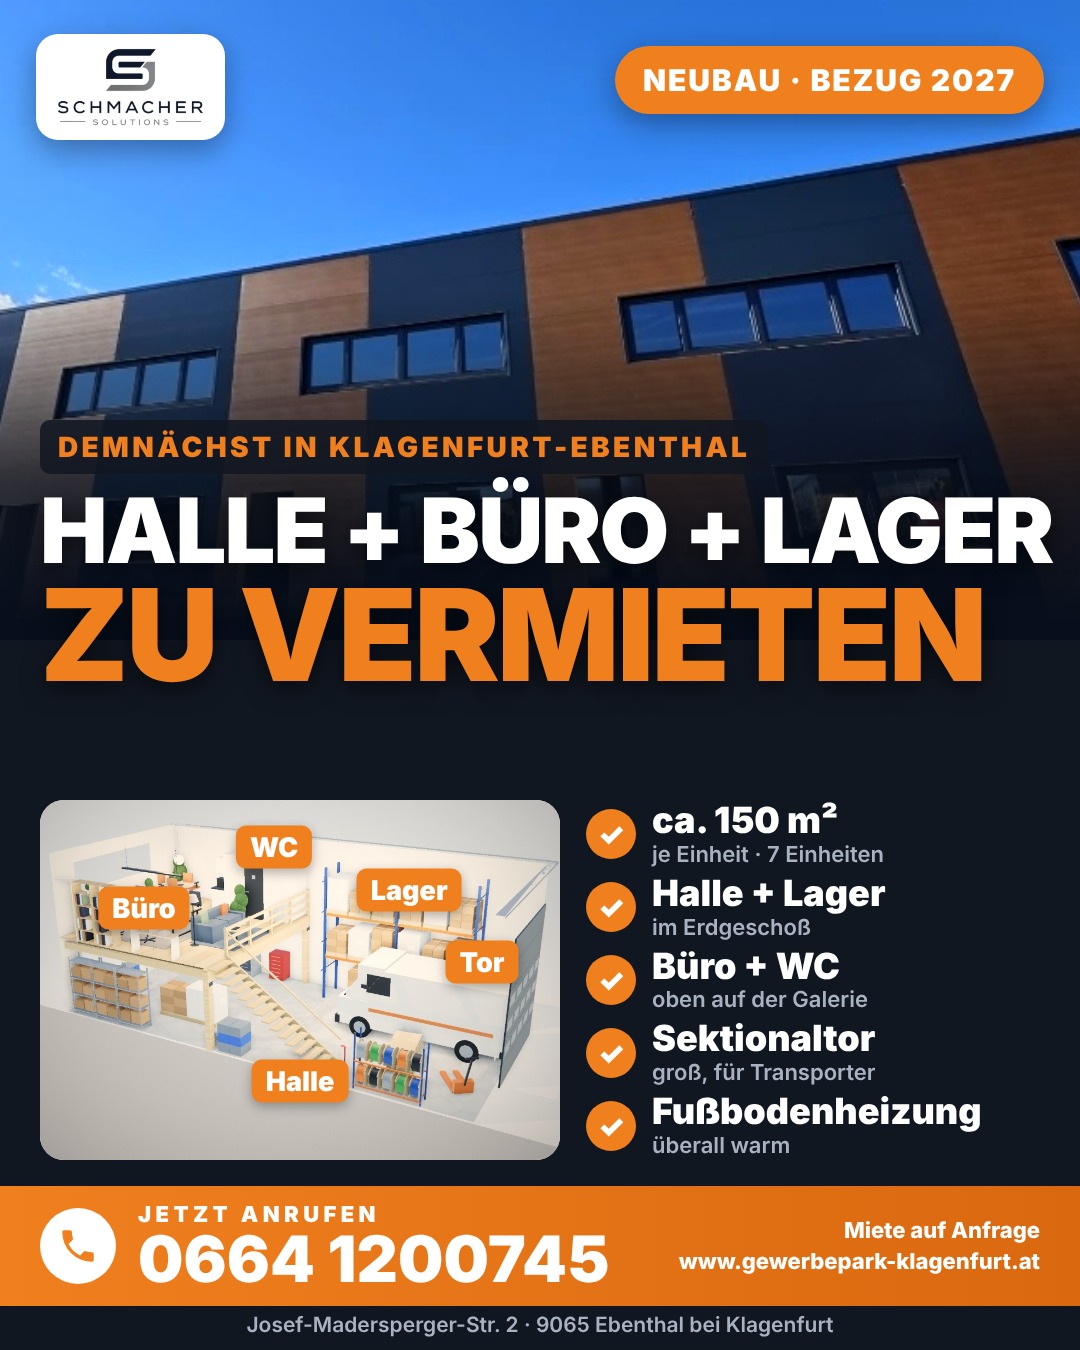 SCHMACHER
SOLUTIONS
NEUBAU · BEZUG 2027
DEMNÄCHST IN KLAGENFURT-EBENTHAL
HALLE + BÜRO + LAGER
ZU VERMIETEN
WC
Büro
Lager
Tor
Halle
ca. 150 m²
je Einheit · 7 Einheiten
Halle + Lager
im Erdgeschoß
Büro + WC
oben auf der Galerie
Sektionaltor
groß, für Transporter
Fußbodenheizung
überall warm
JETZT ANRUFEN
0664 1200745
Miete auf Anfrage
www.gewerbepark-klagenfurt.at
Josef-Madersperger-Str. 2 · 9065 Ebenthal bei Klagenfurt